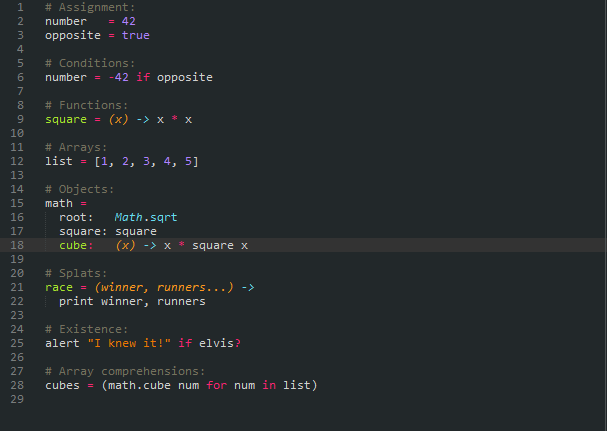 1 # Assignment:
2 number   = 42
3 opposite = true
4
5 # Conditions:
6 number = -42 if opposite
7
8 # Functions:
9 square = (x) -> x * x
10
11 # Arrays:
12 list = [1, 2, 3, 4, 5]
13
14 # Objects:
15 math =
16   root:   Math.sqrt
17   square: square
18   cube:   (x) -> x * square x
19
20 # Splats:
21 race = (winner, runners...) ->
22   print winner, runners
23
24 # Existence:
25 alert "I knew it!" if elvis?
26
27 # Array comprehensions:
28 cubes = (math.cube num for num in list)
29